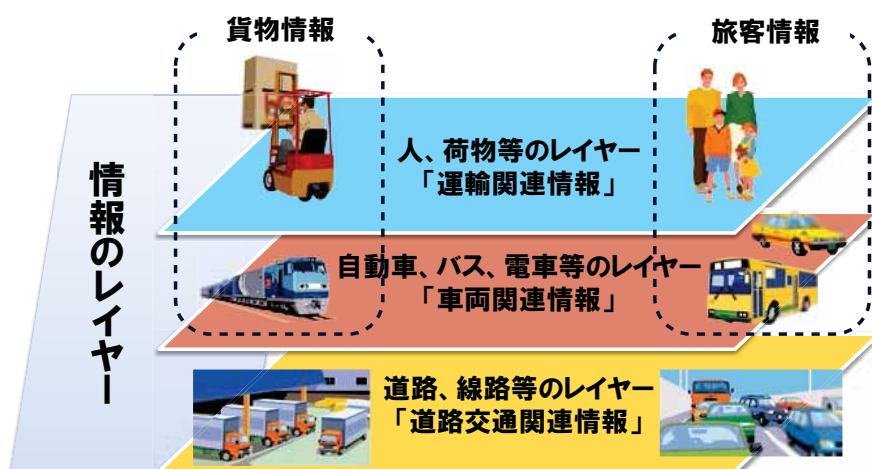 貨物情報
旅客情報
情報のレイヤー
人、荷物等のレイヤー
「運輸関連情報」
自動車、バス、電車等のレイヤー
「車両関連情報」
道路、線路等のレイヤー
「道路交通関連情報」